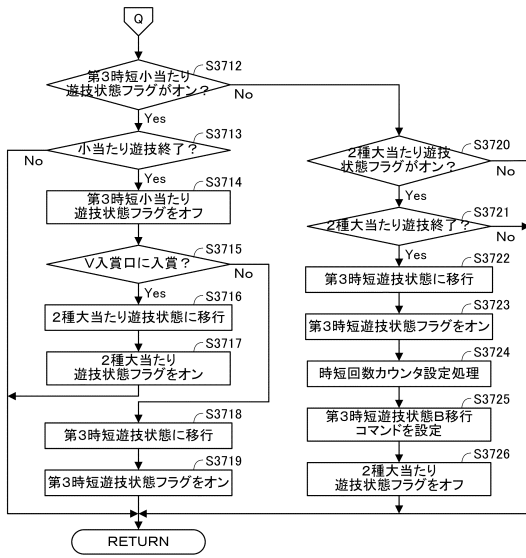 Q
S3712
第3時短小当たり
遊技状態フラグがオン?
No
Yes
S3713
小当たり遊技終了?
No
Yes
S3714
第3時短小当たり
遊技状態フラグをオフ
S3715
V入賞口に入賞?
No
Yes
S3716
2種大当たり遊技状態に移行
S3717
2種大当たり
遊技状態フラグをオン
S3718
第3時短遊技状態に移行
S3719
第3時短遊技状態フラグをオン
S3720
2種大当たり遊技
状態フラグがオン?
No
Yes
S3721
2種大当たり遊技終了?
No
Yes
S3722
第3時短遊技状態に移行
S3723
第3時短遊技状態フラグをオン
S3724
時短回数カウンタ設定処理
S3725
第3時短遊技状態B移行
コマンドを設定
S3726
2種大当たり
遊技状態フラグをオフ
RETURN